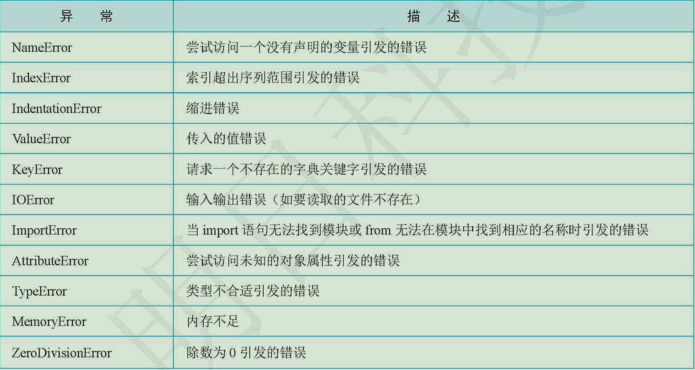 异 常 描 述
NameError 尝试访问一个没有声明的变量引发的错误
IndexError 索引超出序列范围引发的错误
IndentationError 缩进错误
ValueError 传入的值错误
KeyError 请求一个不存在的字典关键字引发的错误
IOError 输入输出错误（如要读取的文件不存在）
ImportError 当 import 语句无法找到模块或 from 无法在模块中找到相应的名称时引发的错误
AttributeError 尝试访问未知的对象属性引发的错误
TypeError 类型不合适引发的错误
MemoryError 内存不足
ZeroDivisionError 除数为 0 引发的错误
明日科技